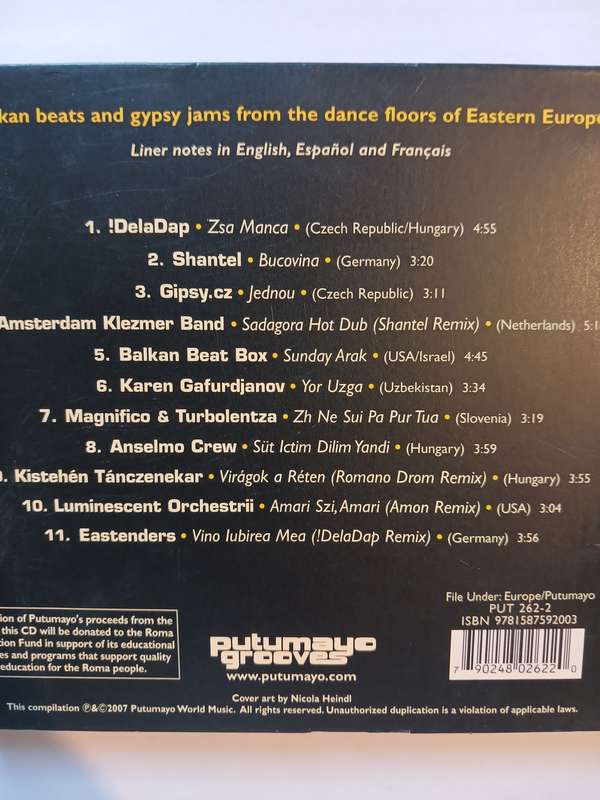 kan beats and gypsy jams from the dance floors of Eastern Europe
Liner notes in English, Español and Français
1. !DelaDap • Zsa Manca • (Czech Republic/Hungary) 4:55
2. Shantel • Bucovina • (Germany) 3:20
3. Gipsy.cz • Jednou • (Czech Republic) 3:11
Amsterdam Klezmer Band • Sadagora Hot Dub (Shantel Remix) • (Netherlands) 5:1
5. Balkan Beat Box • Sunday Arak • (USA/Israel) 4:45
6. Karen Gafurdjanov • Yor Uzga • (Uzbekistan) 3:34
7. Magnifico & Turbolentza • Zh Ne Sui Pa Pur Tua • (Slovenia) 3:19
8. Anselmo Crew • Süt Ictim Dilim Yandi • (Hungary) 3:59
9. Kistehén Tánczenekar • Virágok a Réten (Romano Drom Remix) • (Hungary) 3:55
10. Luminescent Orchestrii • Amari Szi, Amari (Amon Remix) • (USA) 3:04
11. Eastenders • Vino Iubirea Mea (!DelaDap Remix) • (Germany) 3:56
File Under: Europe/Putumayo
PUT 262-2
ISBN 9781587592003
7 90248 02622 0
ion of Putumayo's proceeds from the
this CD will be donated to the Roma
tion Fund in support of its educational
es and programs that support quality
education for the Roma people.
putumayo
grooves
www.putumayo.com
Cover art by Nicola Heindl
This compilation ℗&©2007 Putumayo World Music. All rights reserved. Unauthorized duplication is a violation of applicable laws.